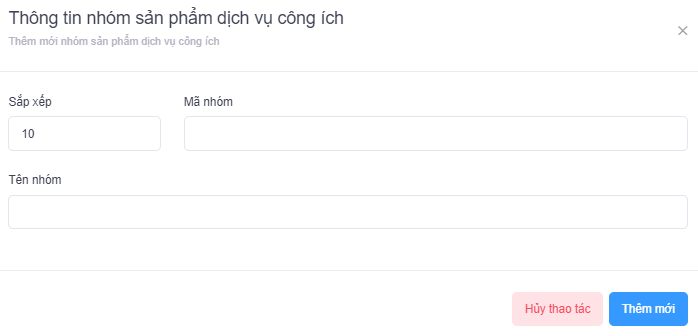 Thông tin nhóm sản phẩm dịch vụ công ích
Thêm mới nhóm sản phẩm dịch vụ công ích
Sắp xếp
Mã nhóm
10
Tên nhóm
Hủy thao tác
Thêm mới